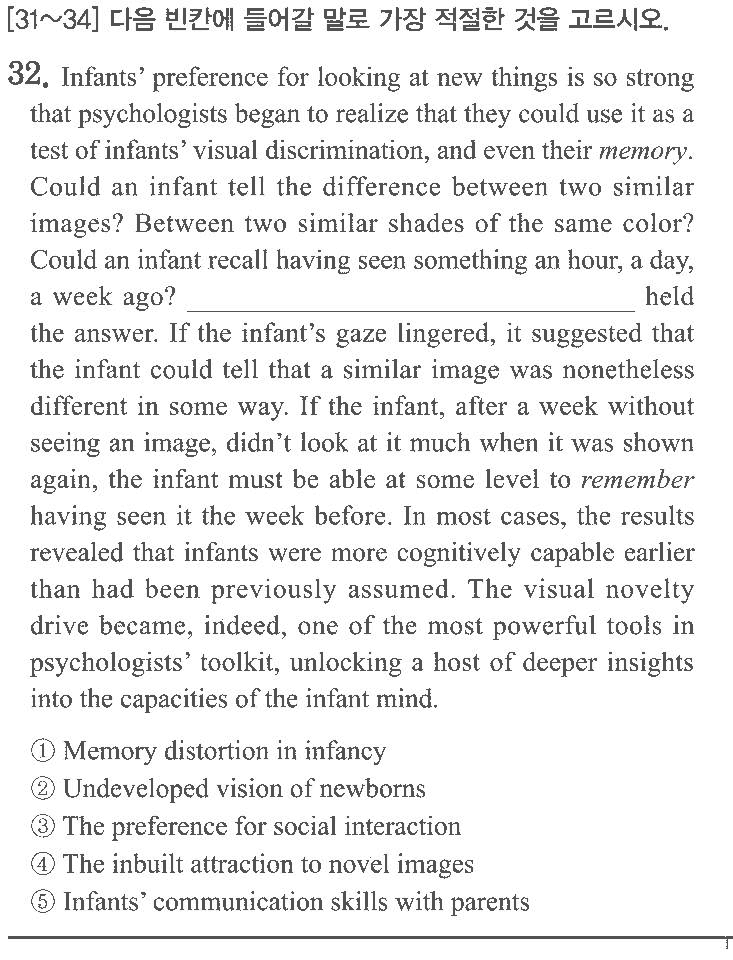 [31~34] 다음 빈칸에 들어갈 말로 가장 적절한 것을 고르시오.
32. Infants’ preference for looking at new things is so strong
that psychologists began to realize that they could use it as a
test of infants’ visual discrimination, and even their memory.
Could an infant tell the difference between two similar
images? Between two similar shades of the same color?
Could an infant recall having seen something an hour, a day,
a week ago? ______________________________ held
the answer. If the infant’s gaze lingered, it suggested that
the infant could tell that a similar image was nonetheless
different in some way. If the infant, after a week without
seeing an image, didn’t look at it much when it was shown
again, the infant must be able at some level to remember
having seen it the week before. In most cases, the results
revealed that infants were more cognitively capable earlier
than had been previously assumed. The visual novelty
drive became, indeed, one of the most powerful tools in
psychologists’ toolkit, unlocking a host of deeper insights
into the capacities of the infant mind.
① Memory distortion in infancy
② Undeveloped vision of newborns
③ The preference for social interaction
④ The inbuilt attraction to novel images
⑤ Infants’ communication skills with parents